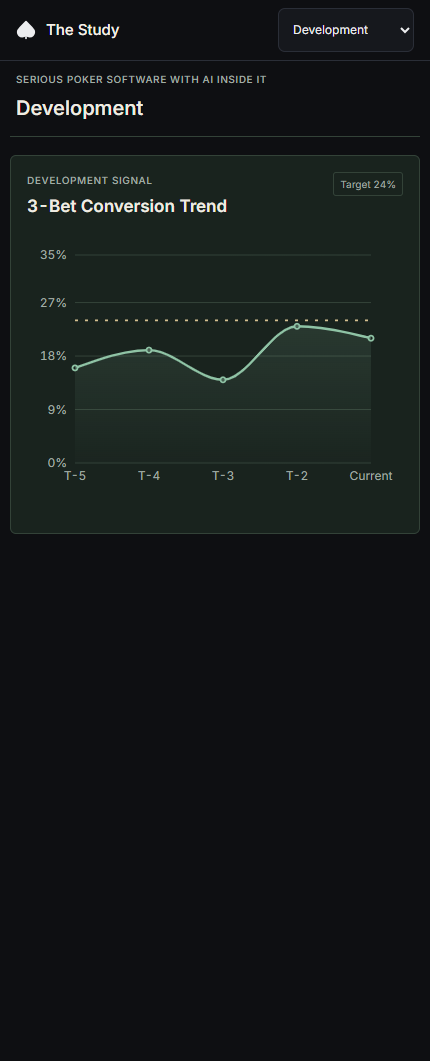 The Study
Development
SERIOUS POKER SOFTWARE WITH AI INSIDE IT
Development
DEVELOPMENT SIGNAL
Target 24%
3-Bet Conversion Trend
35%
27%
18%
9%
0%
T-5
T-4
T-3
T-2
Current